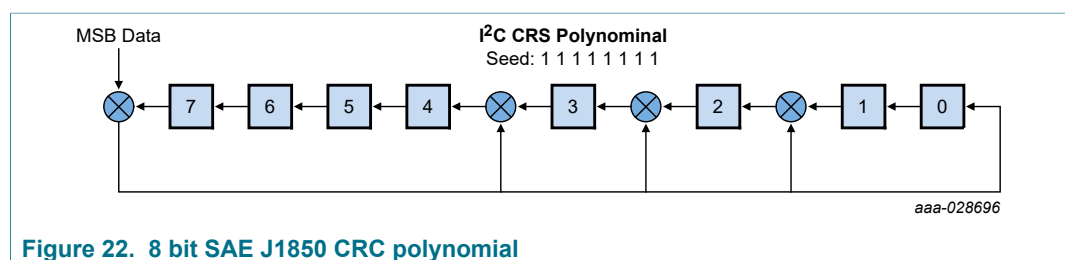 MSB Data
I²C CRS Polynominal
Seed: 1 1 1 1 1 1 1 1
7 6 5 4 3 2 1 0
aaa-028696
Figure 22. 8 bit SAE J1850 CRC polynomial